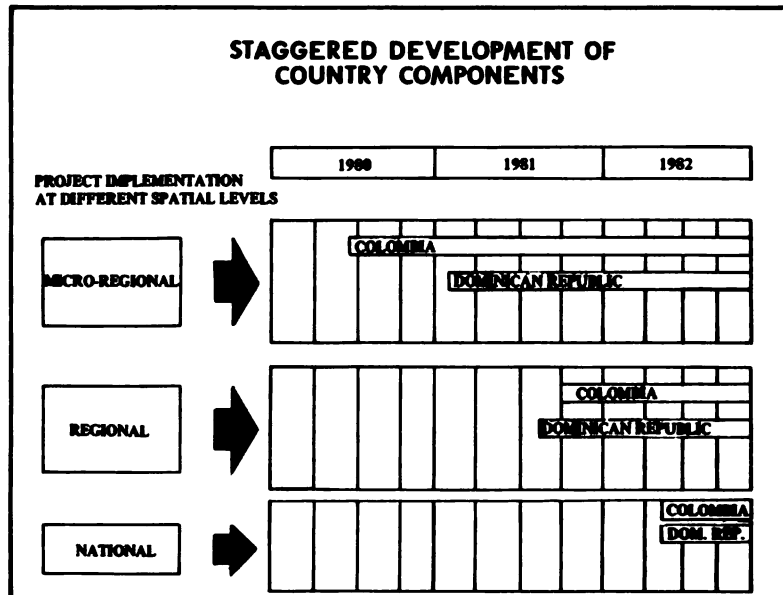 STAGGERED DEVELOPMENT OF
COUNTRY COMPONENTS
1980 1981 1982
PROJECT IMPLEMENTATION
AT DIFFERENT SPATIAL LEVELS
MICRO-REGIONAL
COLOMBIA
DOMINICAN REPUBLIC
REGIONAL
COLOMBIA
DOMINICAN REPUBLIC
NATIONAL
COLOMBIA
DOM. REP.